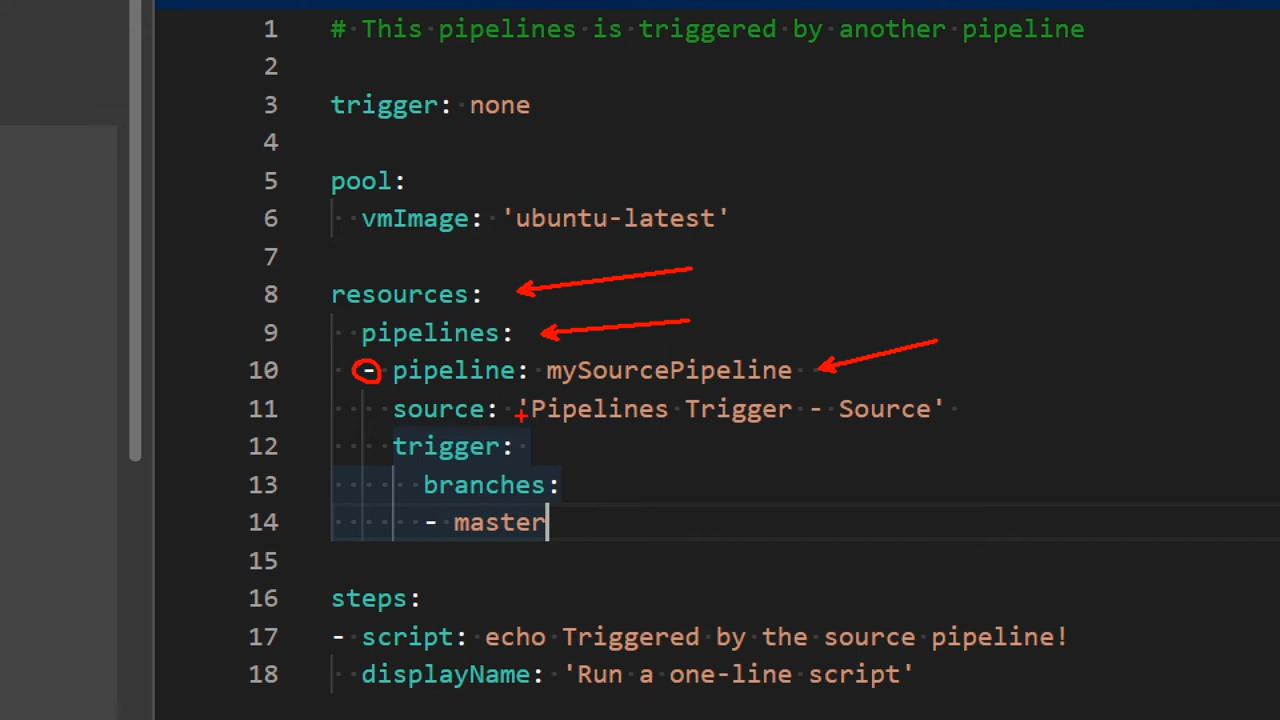 1 # This pipelines is triggered by another pipeline
2
3 trigger: none
4
5 pool:
6 vmImage: 'ubuntu-latest'
7
8 resources:
9 pipelines:
10 - pipeline: mySourcePipeline
11 source: 'Pipelines Trigger - Source'
12 trigger:
13 branches:
14 - master
15
16 steps:
17 - script: echo Triggered by the source pipeline!
18 displayName: 'Run a one-line script'